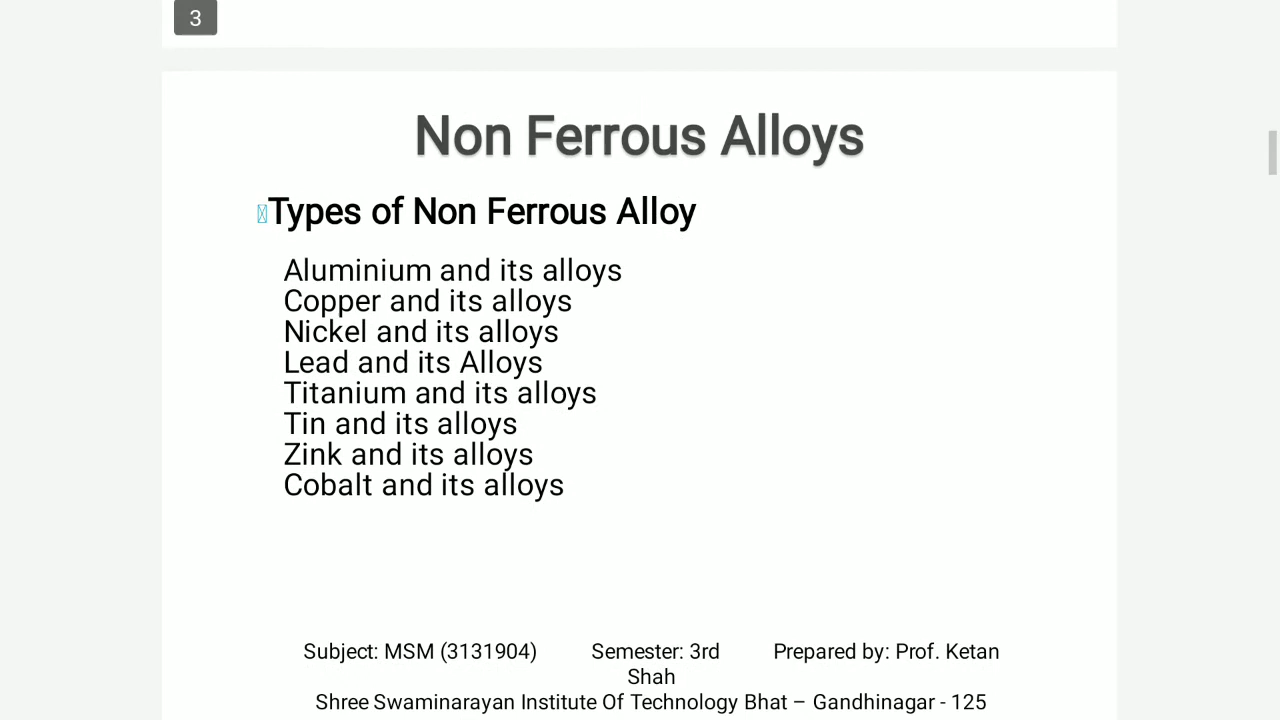 3
Non Ferrous Alloys
Types of Non Ferrous Alloy
Aluminium and its alloys
Copper and its alloys
Nickel and its alloys
Lead and its Alloys
Titanium and its alloys
Tin and its alloys
Zink and its alloys
Cobalt and its alloys
Subject: MSM (3131904) Semester: 3rd Prepared by: Prof. Ketan
Shah
Shree Swaminarayan Institute Of Technology Bhat – Gandhinagar - 125